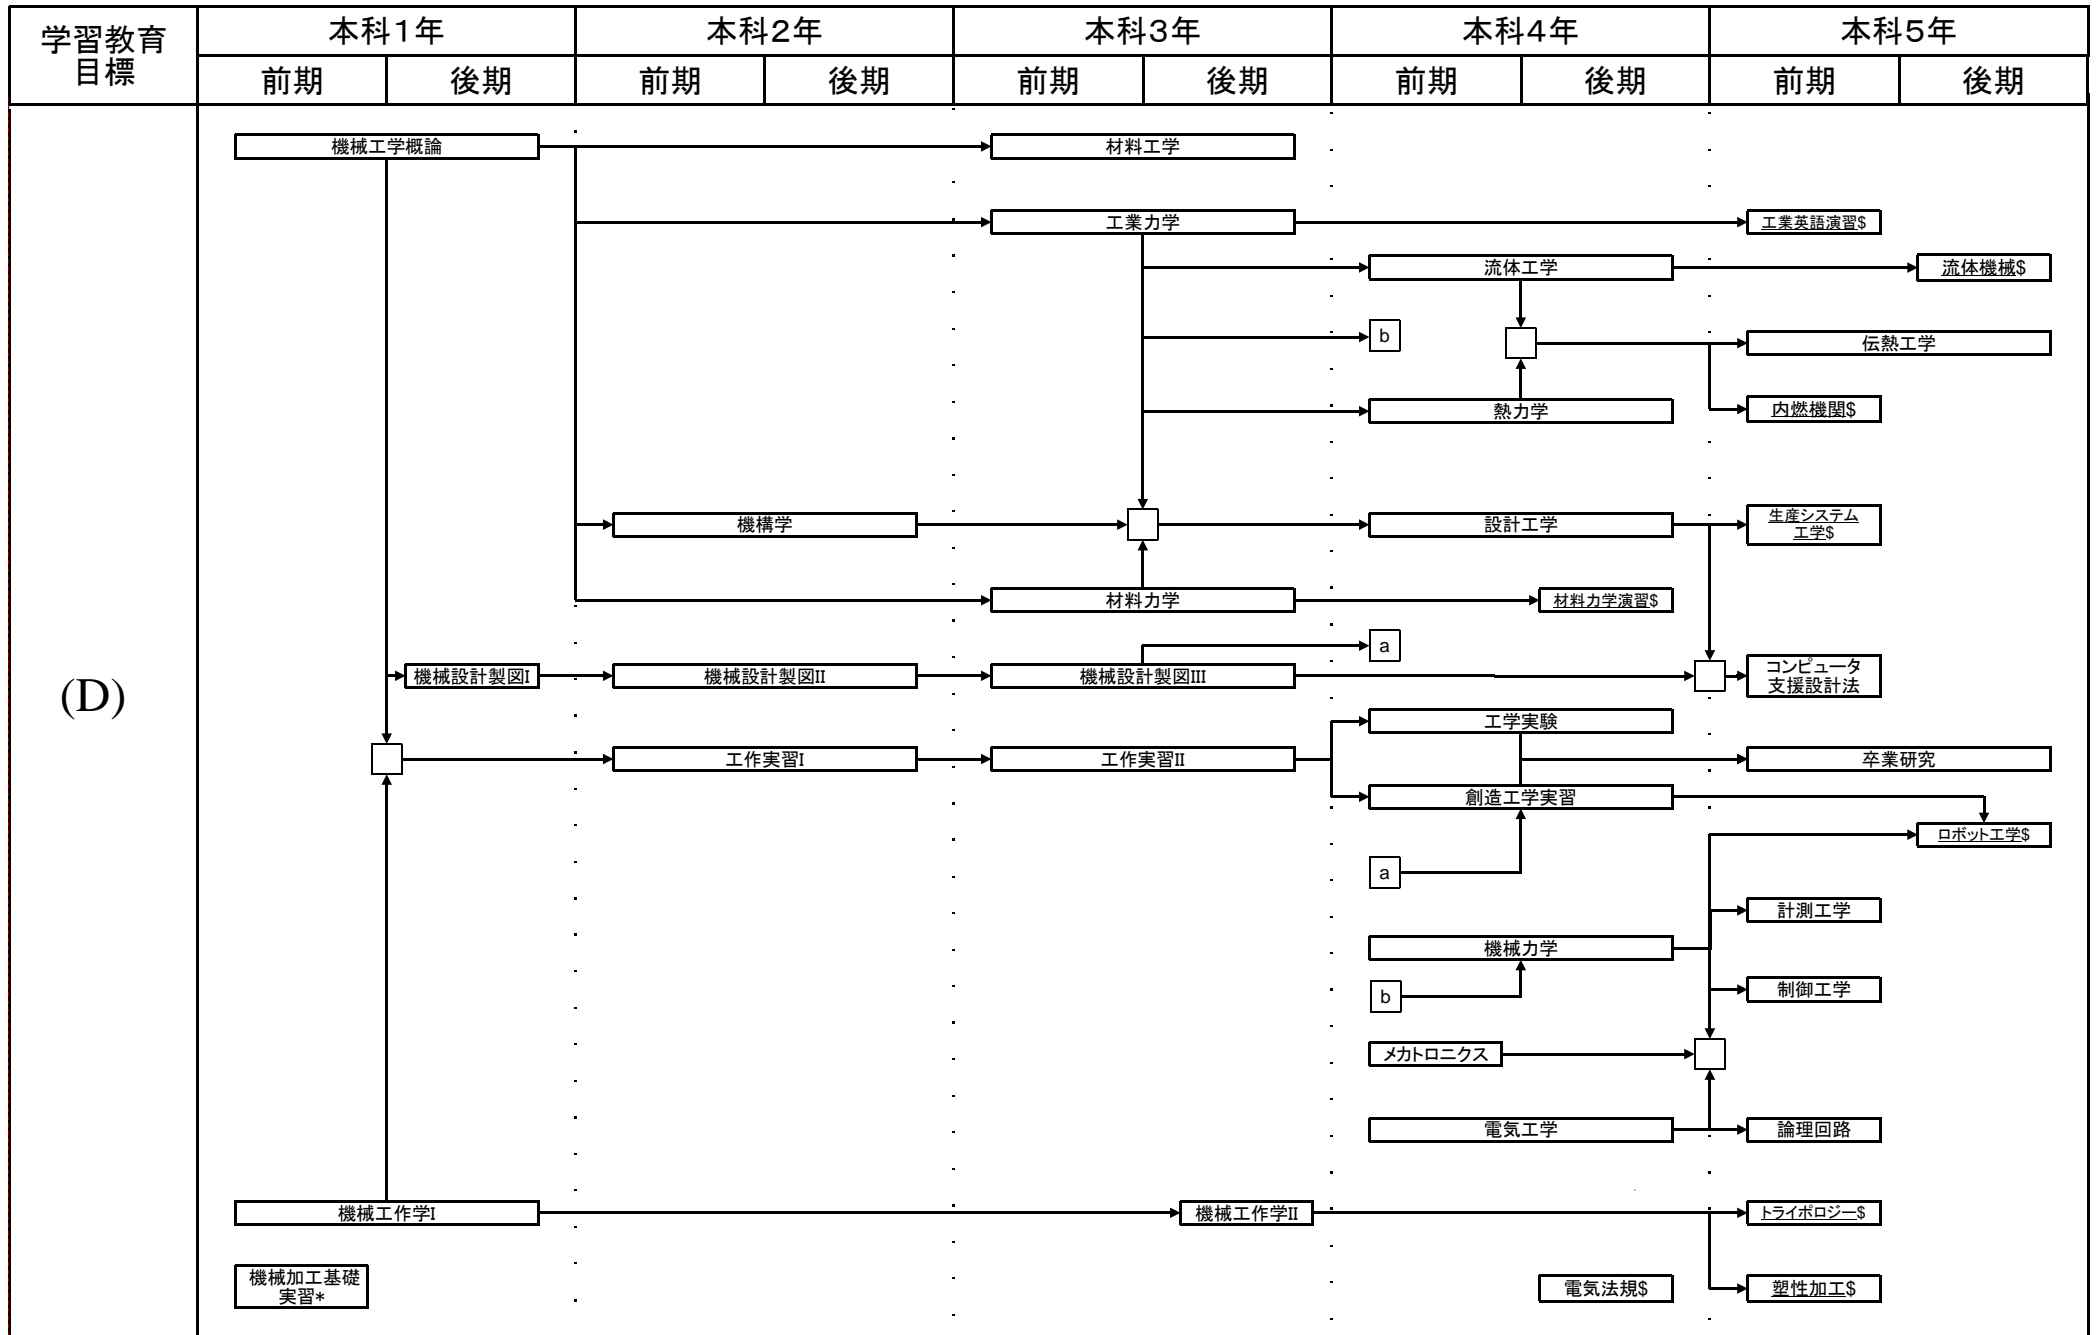 学習教育
目標
本科1年
本科2年
本科3年
本科4年
本科5年
前期
後期
前期
後期
前期
後期
前期
後期
前期
後期
(D)
機械工学概論
材料工学
工業力学
工業英語演習$
流体工学
流体機械$
b
伝熱工学
熱力学
内燃機関$
機構学
設計工学
生産システム
工学$
材料力学
材料力学演習$
a
機械設計製図I
機械設計製図II
機械設計製図III
コンピュータ
支援設計法
工学実験
工作実習I
工作実習II
卒業研究
創造工学実習
ロボット工学$
a
計測工学
機械力学
制御工学
b
メカトロニクス
電気工学
論理回路
機械工作学I
機械工作学II
トライボロジー$
機械加工基礎
実習*
電気法規$
塑性加工$